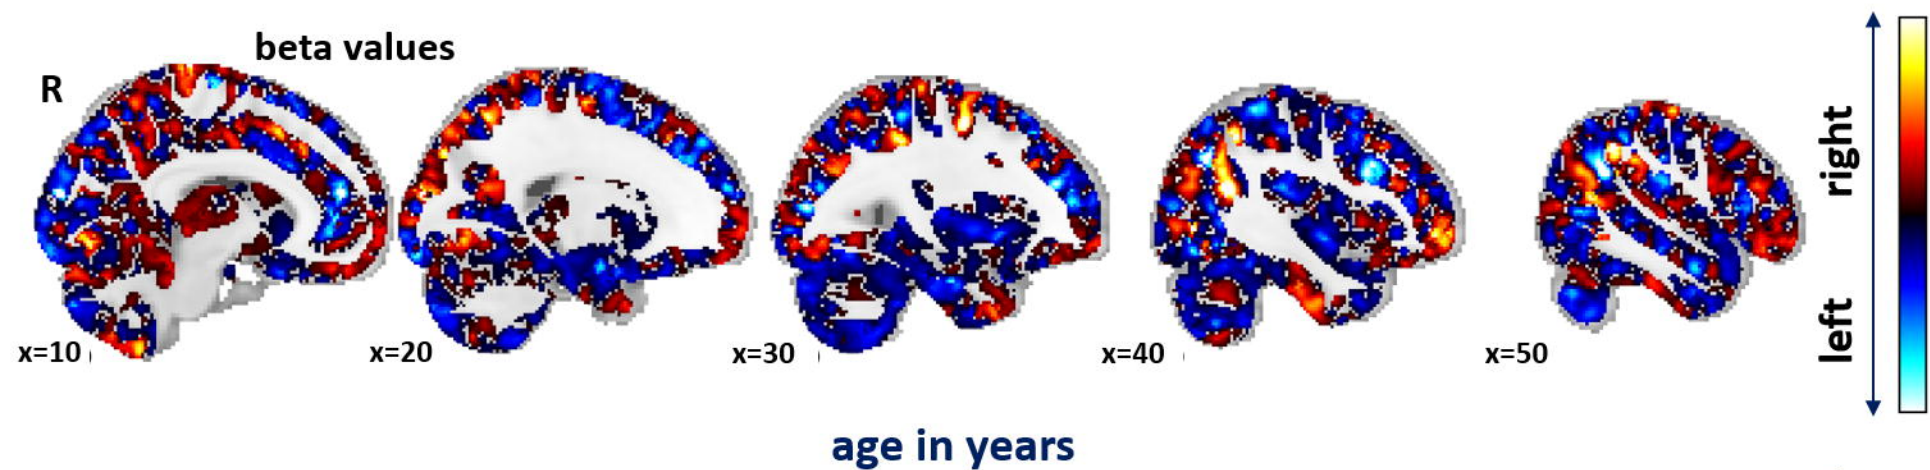 beta values
R
x=10
x=20
x=30
x=40
x=50
right
left
age in years